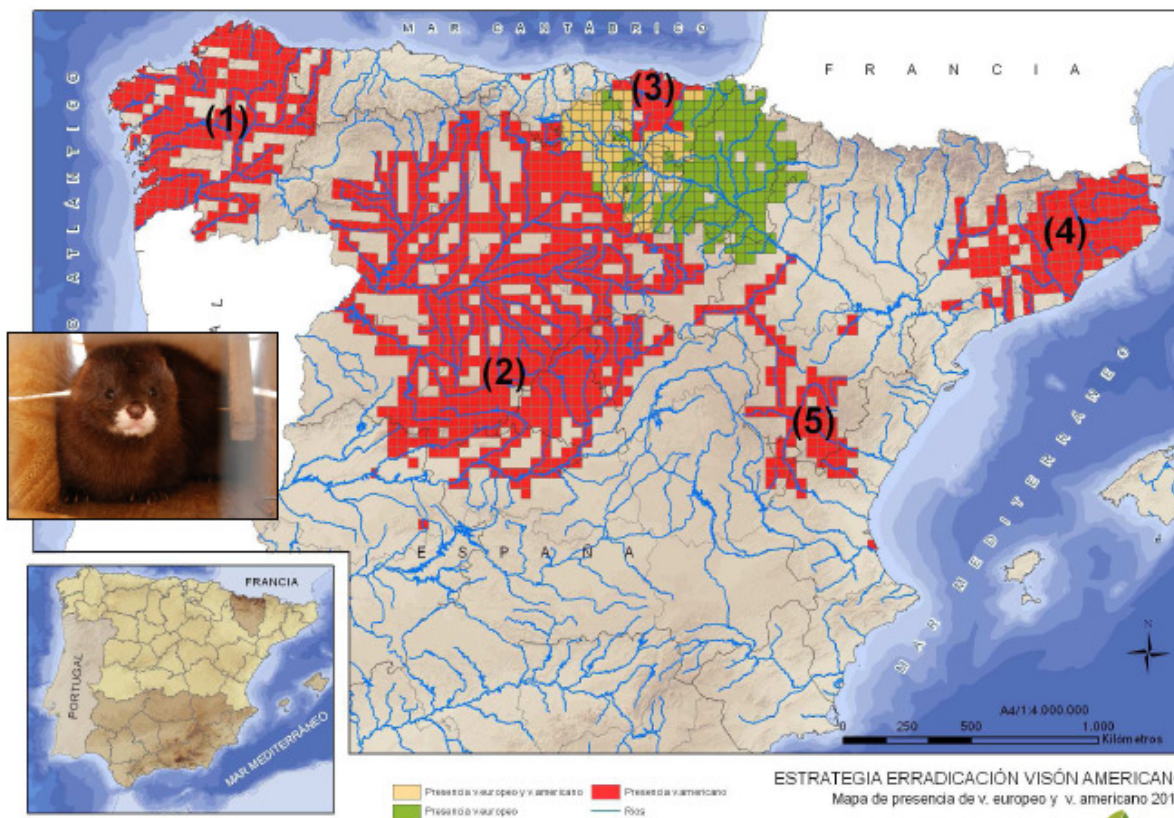 MAR CANTÁBRICO
FRANCIA
ATLÁNTICO
(1)
(3)
(4)
(2)
(5)
MAR MEDITERRÁNEO
ESPAÑA
N
A4/1:4.000.000
0 250 500 1.000
Kilómetros
FRANCIA
PORTUGAL
MAR MEDITERRÁNEO
Presencia v.europeo y v.americano
Presencia v.americano
Presencia v.europeo
Ríos
ESTRATEGIA ERRADICACIÓN VISÓN AMERICAN
Mapa de presencia de v. europeo y v. americano 201